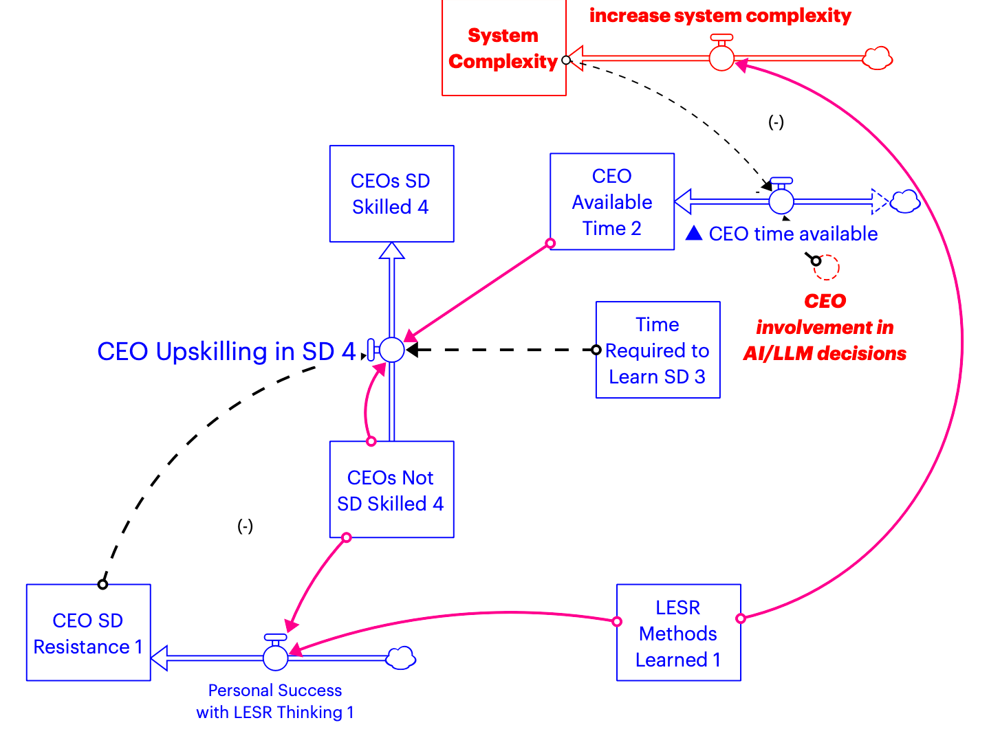 increase system complexity
System
Complexity
(-)
CEOs SD
Skilled 4
CEO
Available
Time 2
-
▲ CEO time available
CEO
involvement in
AI/LLM decisions
Time
Required to
Learn SD 3
CEO Upskilling in SD 4
CEOs Not
SD Skilled 4
(-)
CEO SD
Resistance 1
LESR
Methods
Learned 1
Personal Success
with LESR Thinking 1